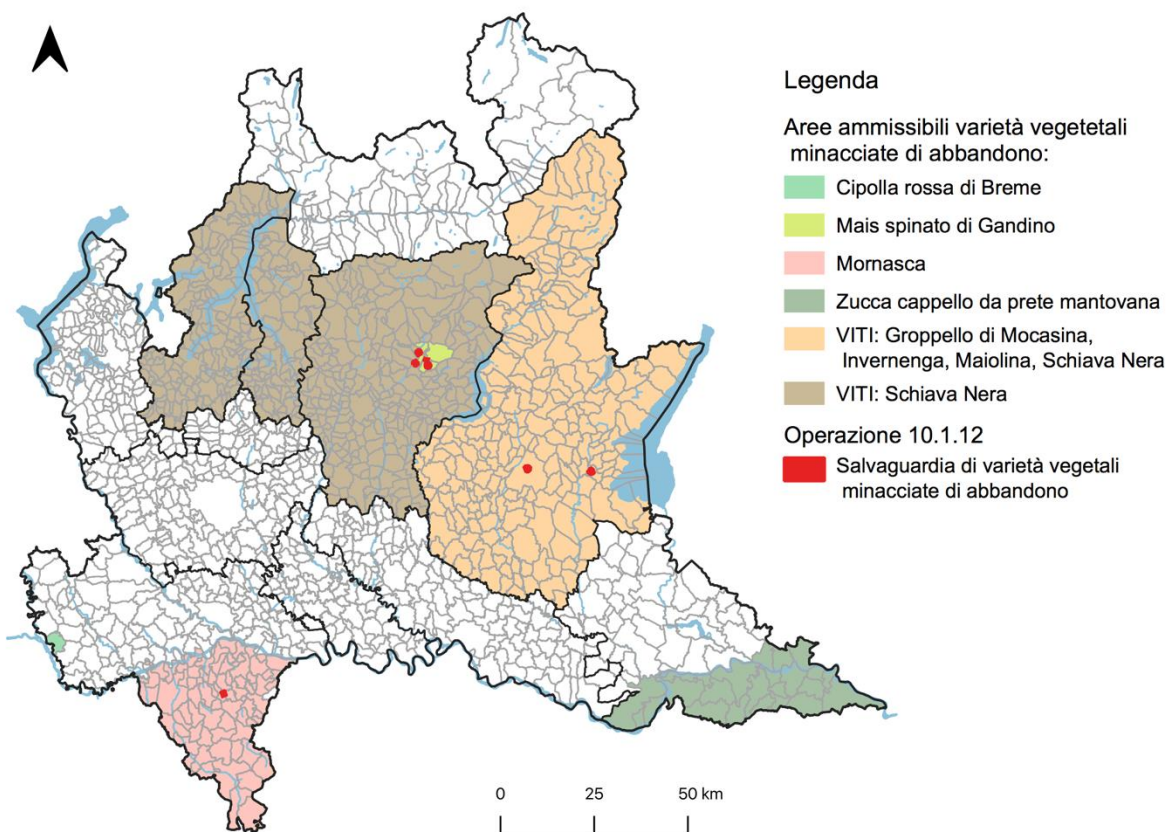 Legenda
Aree ammissibili varietà vegetetali
minacciate di abbandono:
Cipolla rossa di Breme
Mais spinato di Gandino
Mornasca
Zucca cappello da prete mantovana
VITI: Groppello di Mocasina,
Invernenga, Maiolina, Schiava Nera
VITI: Schiava Nera
Operazione 10.1.12
Salvaguardia di varietà vegetali
minacciate di abbandono
0 25 50 km